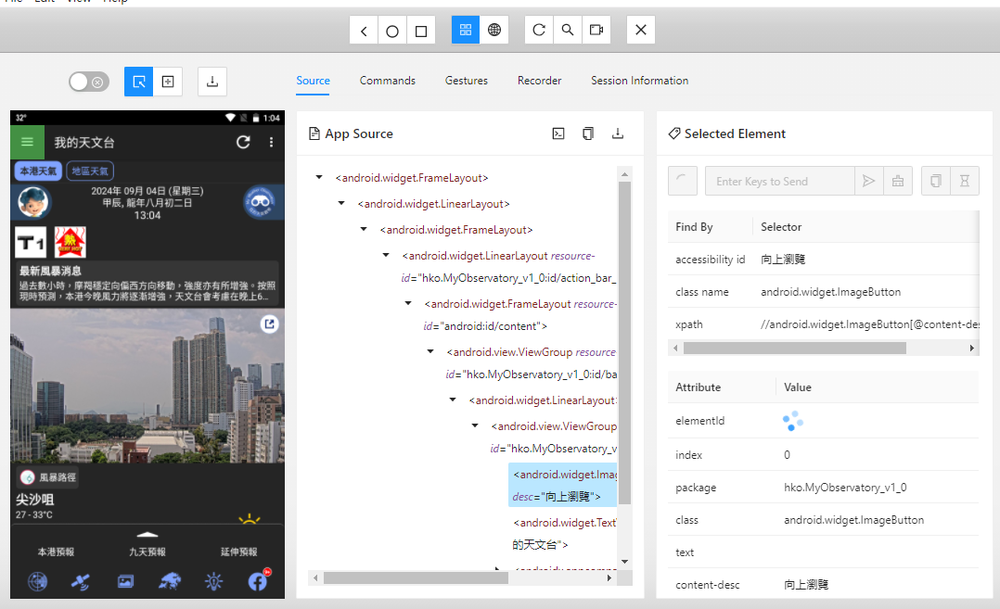 File Edit View Help
Source Commands Gestures Recorder Session Information
32° 1:04
我的天文台
本港天氣 地區天氣
2024年 09月 04日 (星期三)
甲辰, 龍年八月初二日
13:04
T1 熱
最新風暴消息
過去數小時，摩羯穩定向偏西方向移動，強度亦有所增強。按照
現時預測，本港今晚風力將逐漸增強，天文台會考慮在晚上6...
風暴路徑
尖沙咀
27 - 33°C
本港預報 九天預報 延伸預報
9+
App Source
<android.widget.FrameLayout>
<android.widget.LinearLayout>
<android.widget.FrameLayout>
<android.widget.LinearLayout resource-
id="hko.MyObservatory_v1_0:id/action_bar_
<android.widget.FrameLayout resource-
id="android:id/content">
<android.view.ViewGroup resource
id="hko.MyObservatory_v1_0:id/ba
<android.widget.LinearLayout>
<android.view.ViewGroup
id="hko.MyObservatory_v
<android.widget.Ima
desc="向上瀏覽">
<android.widget.Text
的天文台">
Selected Element
Enter Keys to Send
Find By Selector
accessibility id 向上瀏覽
class name android.widget.ImageButton
xpath //android.widget.ImageButton[@content-des
Attribute Value
elementId
index 0
package hko.MyObservatory_v1_0
class android.widget.ImageButton
text
content-desc 向上瀏覽